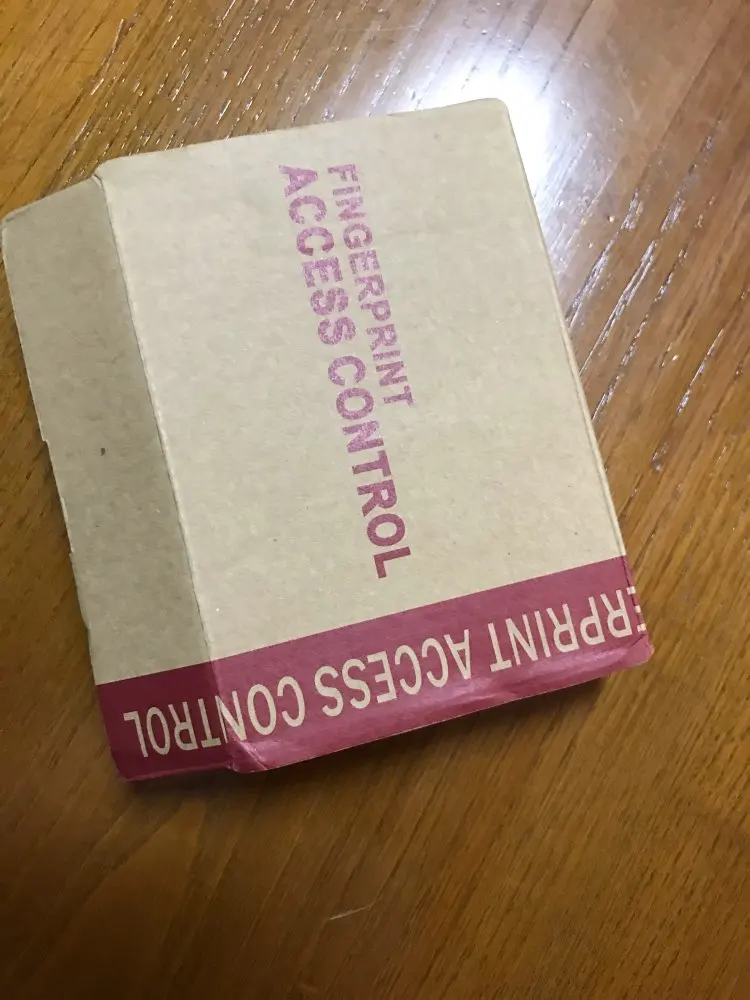 FINGERPRINT
ACCESS CONTROL
ERPRINT ACCESS CONTROL